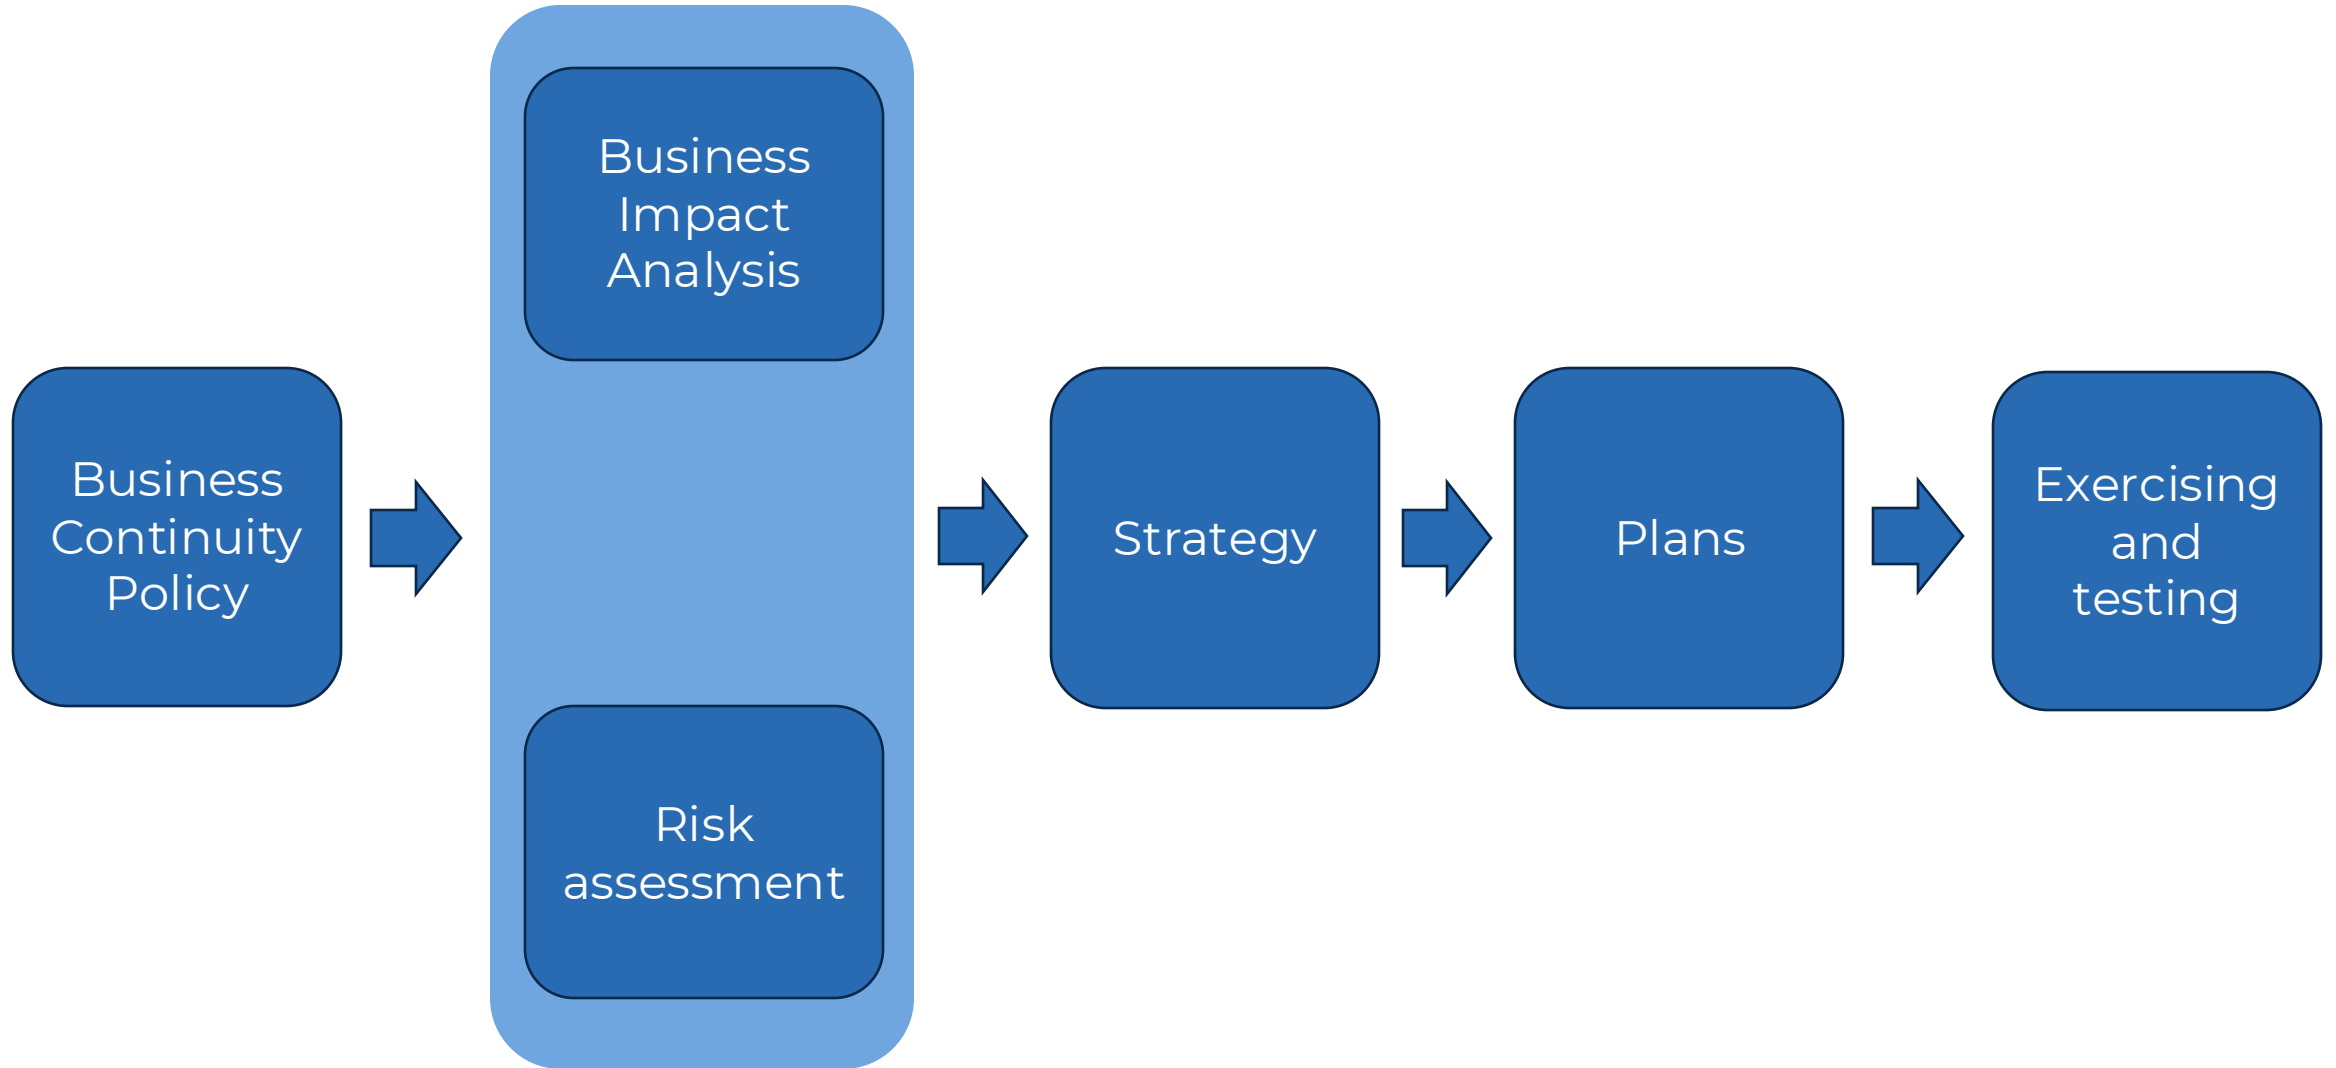 Business
Continuity
Policy
Business
Impact
Analysis
Risk
assessment
Strategy
Plans
Exercising
and
testing